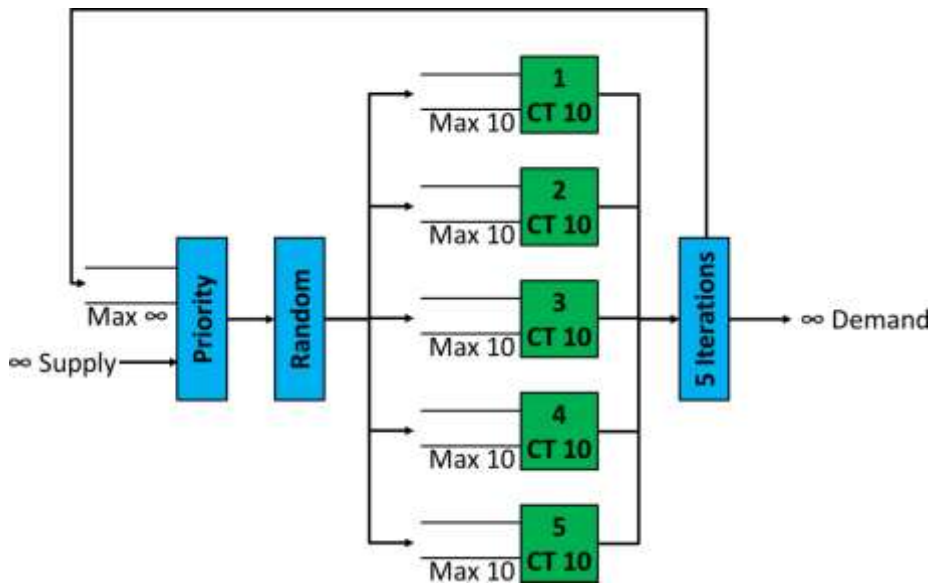 1
CT 10
Max 10
2
CT 10
Max 10
Priority
Random
3
CT 10
Max 10
5 Iterations
Max ∞
∞ Supply
∞ Demand
4
CT 10
Max 10
5
CT 10
Max 10